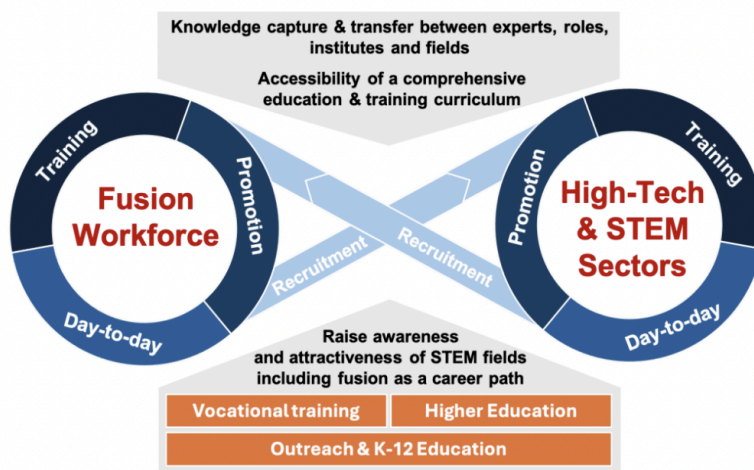 Knowledge capture & transfer between experts, roles,
institutes and fields
Accessibility of a comprehensive
education & training curriculum
Training
Promotion
Day-to-day
Fusion
Workforce
Recruitment
Recruitment
Promotion
Training
Day-to-day
High-Tech
& STEM
Sectors
Raise awareness
and attractiveness of STEM fields
including fusion as a career path
Vocational training
Higher Education
Outreach & K-12 Education